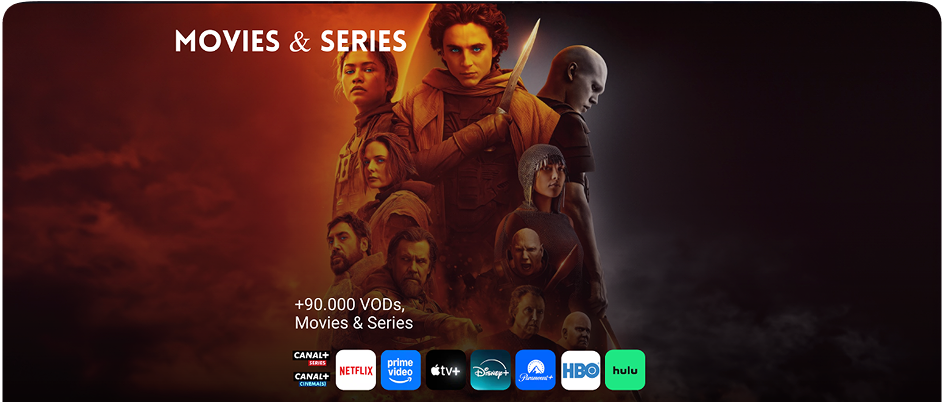 MOVIES & SERIES
+90.000 VODs,
Movies & Series
CANAL+
SERIES
CANAL+
CINEMA(S)
NETFLIX
prime
video
tv+
Disney+
Paramount+
HBO
hulu